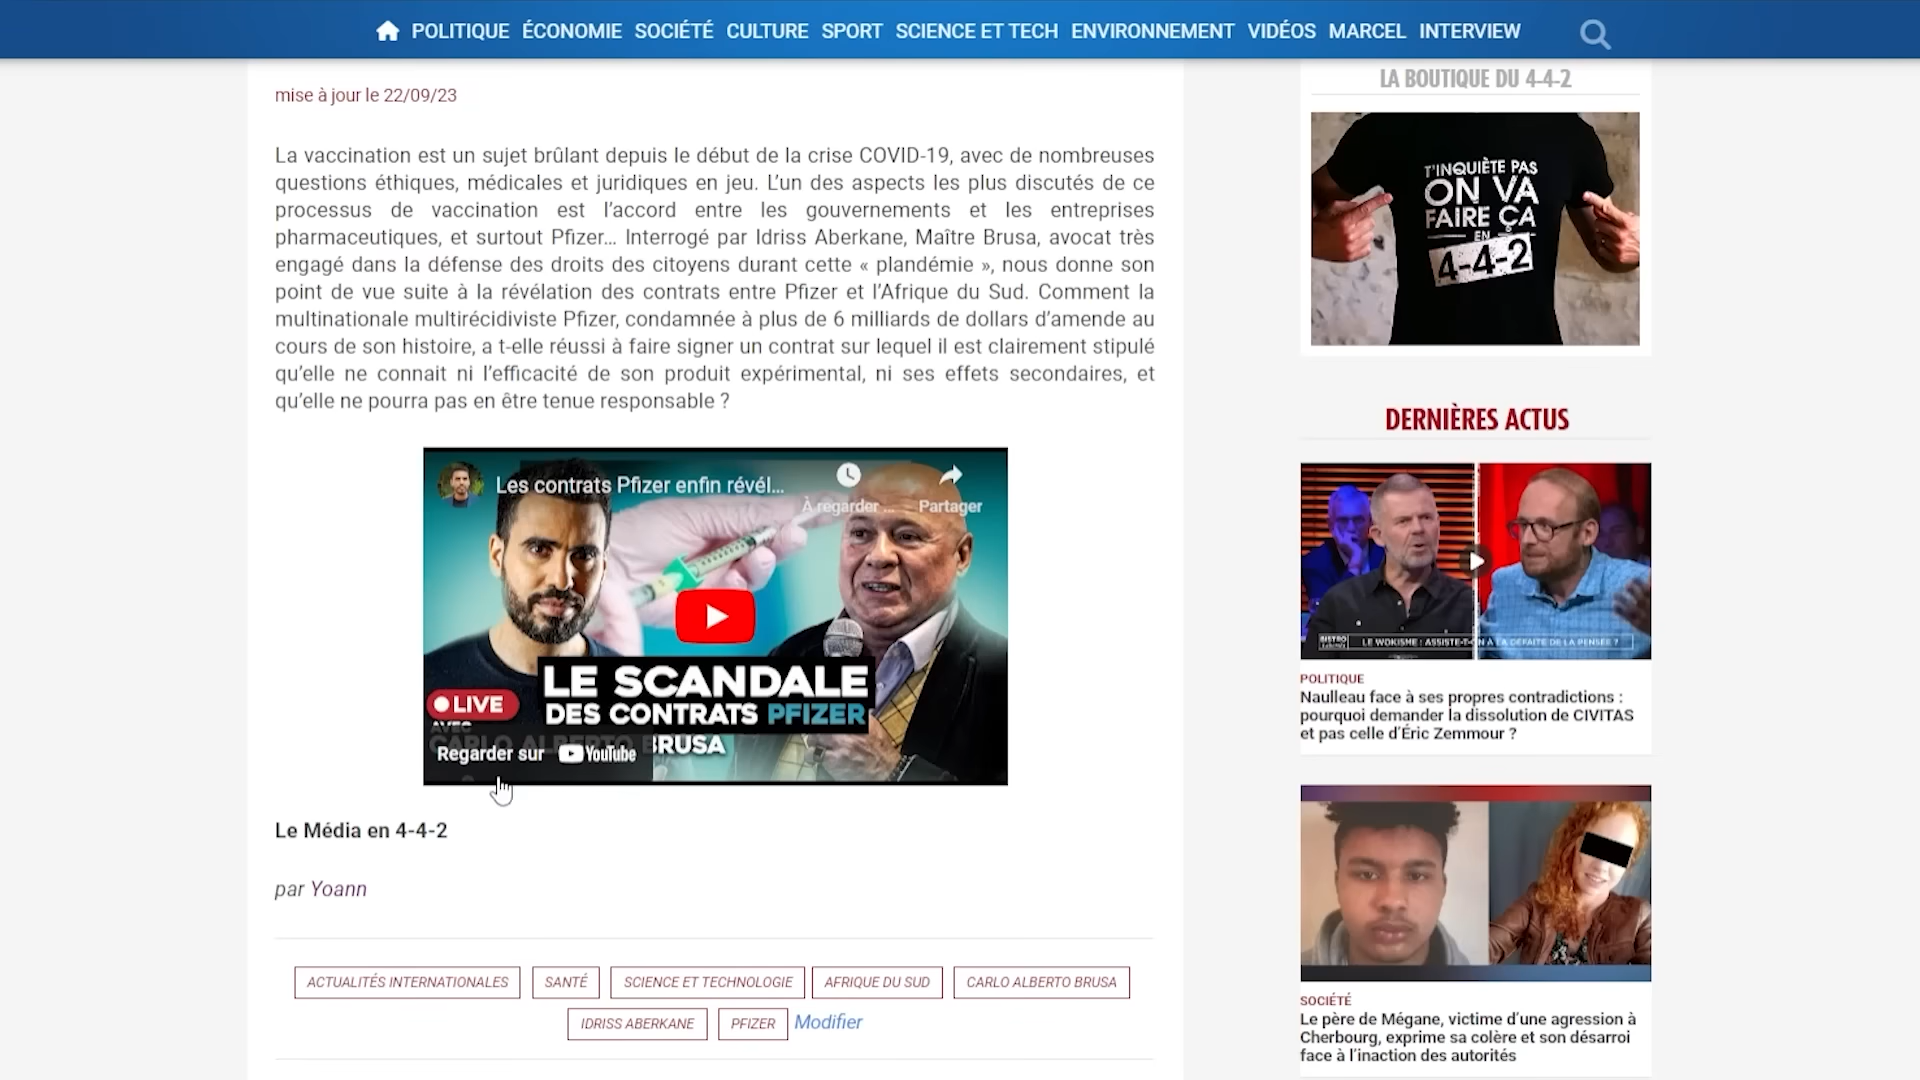 POLITIQUE ÉCONOMIE SOCIÉTÉ CULTURE SPORT SCIENCE ET TECH ENVIRONNEMENT VIDÉOS MARCEL INTERVIEW
mise à jour le 22/09/23
La vaccination est un sujet brûlant depuis le début de la crise COVID-19, avec de nombreuses
questions éthiques, médicales et juridiques en jeu. L’un des aspects les plus discutés de ce
processus de vaccination est l’accord entre les gouvernements et les entreprises
pharmaceutiques, et surtout Pfizer… Interrogé par Idriss Aberkane, Maître Brusa, avocat très
engagé dans la défense des droits des citoyens durant cette « plandémie », nous donne son
point de vue suite à la révélation des contrats entre Pfizer et l’Afrique du Sud. Comment la
multinationale multirécidiviste Pfizer, condamnée à plus de 6 milliards de dollars d’amende au
cours de son histoire, a t-elle réussi à faire signer un contrat sur lequel il est clairement stipulé
qu’elle ne connait ni l’efficacité de son produit expérimental, ni ses effets secondaires, et
qu’elle ne pourra pas en être tenue responsable ?
Les contrats Pfizer enfin révél...
À regarder ...
Partager
LE SCANDALE
DES CONTRATS PFIZER
LIVE
AVEC
CARLO ALBERTO BRUSA
Regarder sur YouTube
Le Média en 4-4-2
par Yoann
ACTUALITÉS INTERNATIONALES
SANTÉ
SCIENCE ET TECHNOLOGIE
AFRIQUE DU SUD
CARLO ALBERTO BRUSA
IDRISS ABERKANE
PFIZER
Modifier
LA BOUTIQUE DU 4-4-2
T'INQUIÈTE PAS
ON VA
FAIRE ÇA
EN
4-4-2
DERNIÈRES ACTUS
BISTRO
LE WOKISME : ASSISTE-T-ON À LA DÉFAITE DE LA PENSÉE ?
POLITIQUE
Naulleau face à ses propres contradictions :
pourquoi demander la dissolution de CIVITAS
et pas celle d’Éric Zemmour ?
SOCIÉTÉ
Le père de Mégane, victime d’une agression à
Cherbourg, exprime sa colère et son désarroi
face à l’inaction des autorités